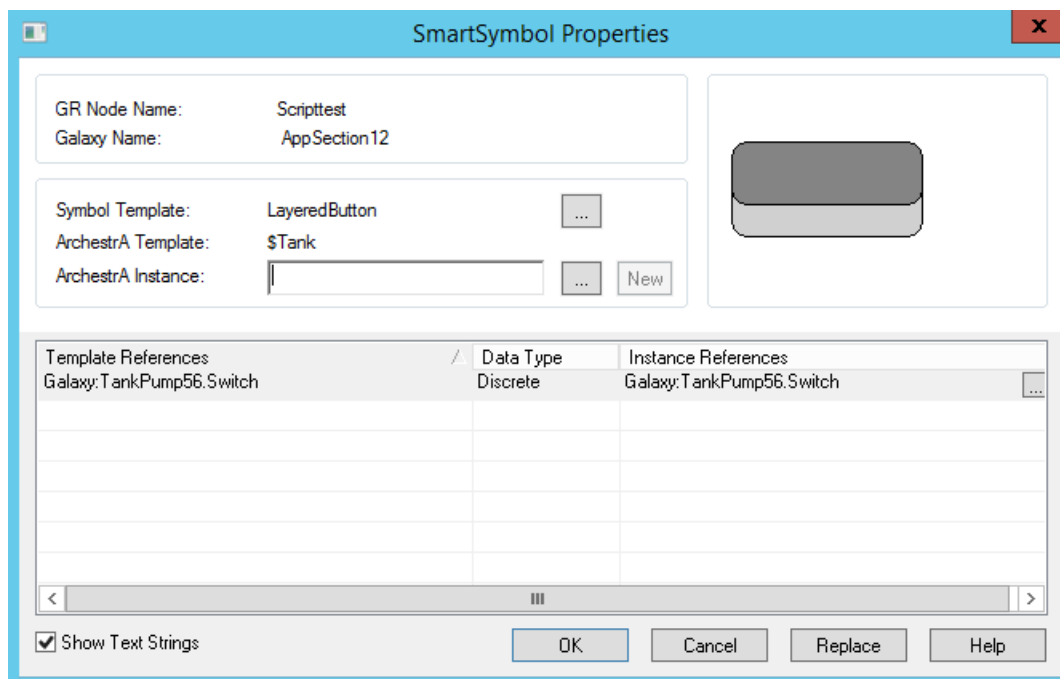 SmartSymbol Properties
x
GR Node Name: Scripttest
Galaxy Name: AppSection12
Symbol Template: LayeredButton ...
ArchestrA Template: $Tank
ArchestrA Instance: ... New
Template References Data Type Instance References
Galaxy:TankPump56.Switch Discrete Galaxy:TankPump56.Switch ...
Show Text Strings OK Cancel Replace Help